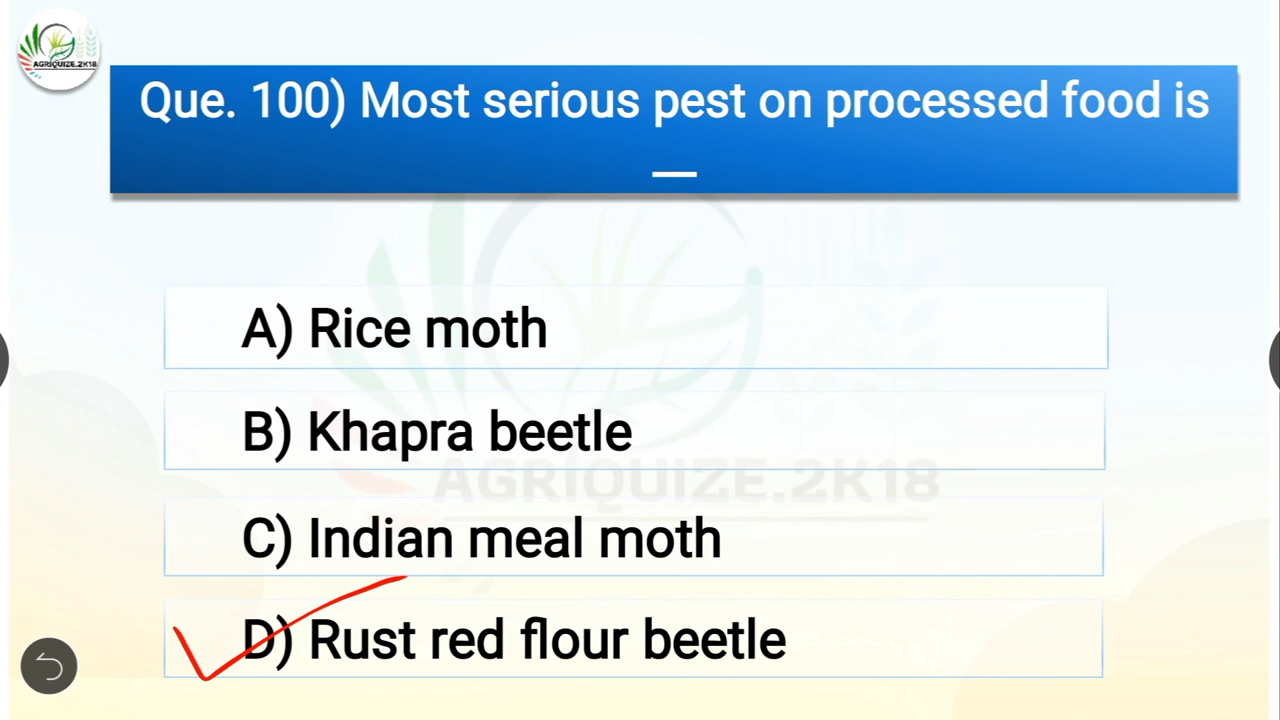 AGRIQUIZE.2K18
Que. 100) Most serious pest on processed food is
__
A) Rice moth
B) Khapra beetle
AGRIQUIZE.2K18
C) Indian meal moth
D) Rust red flour beetle